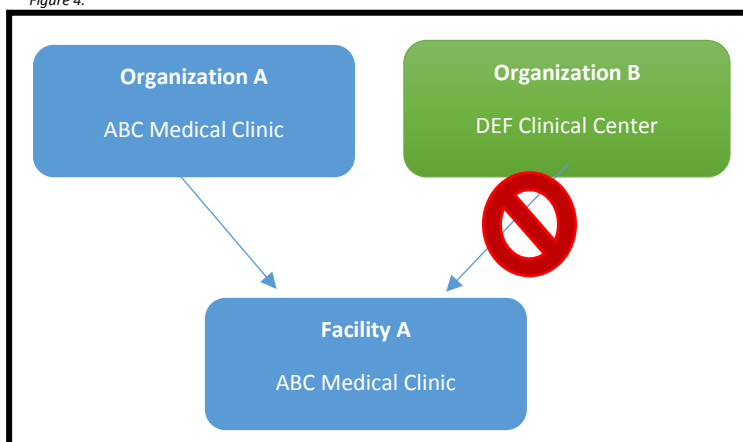 Figure 4.
Organization A
ABC Medical Clinic
Organization B
DEF Clinical Center
Facility A
ABC Medical Clinic